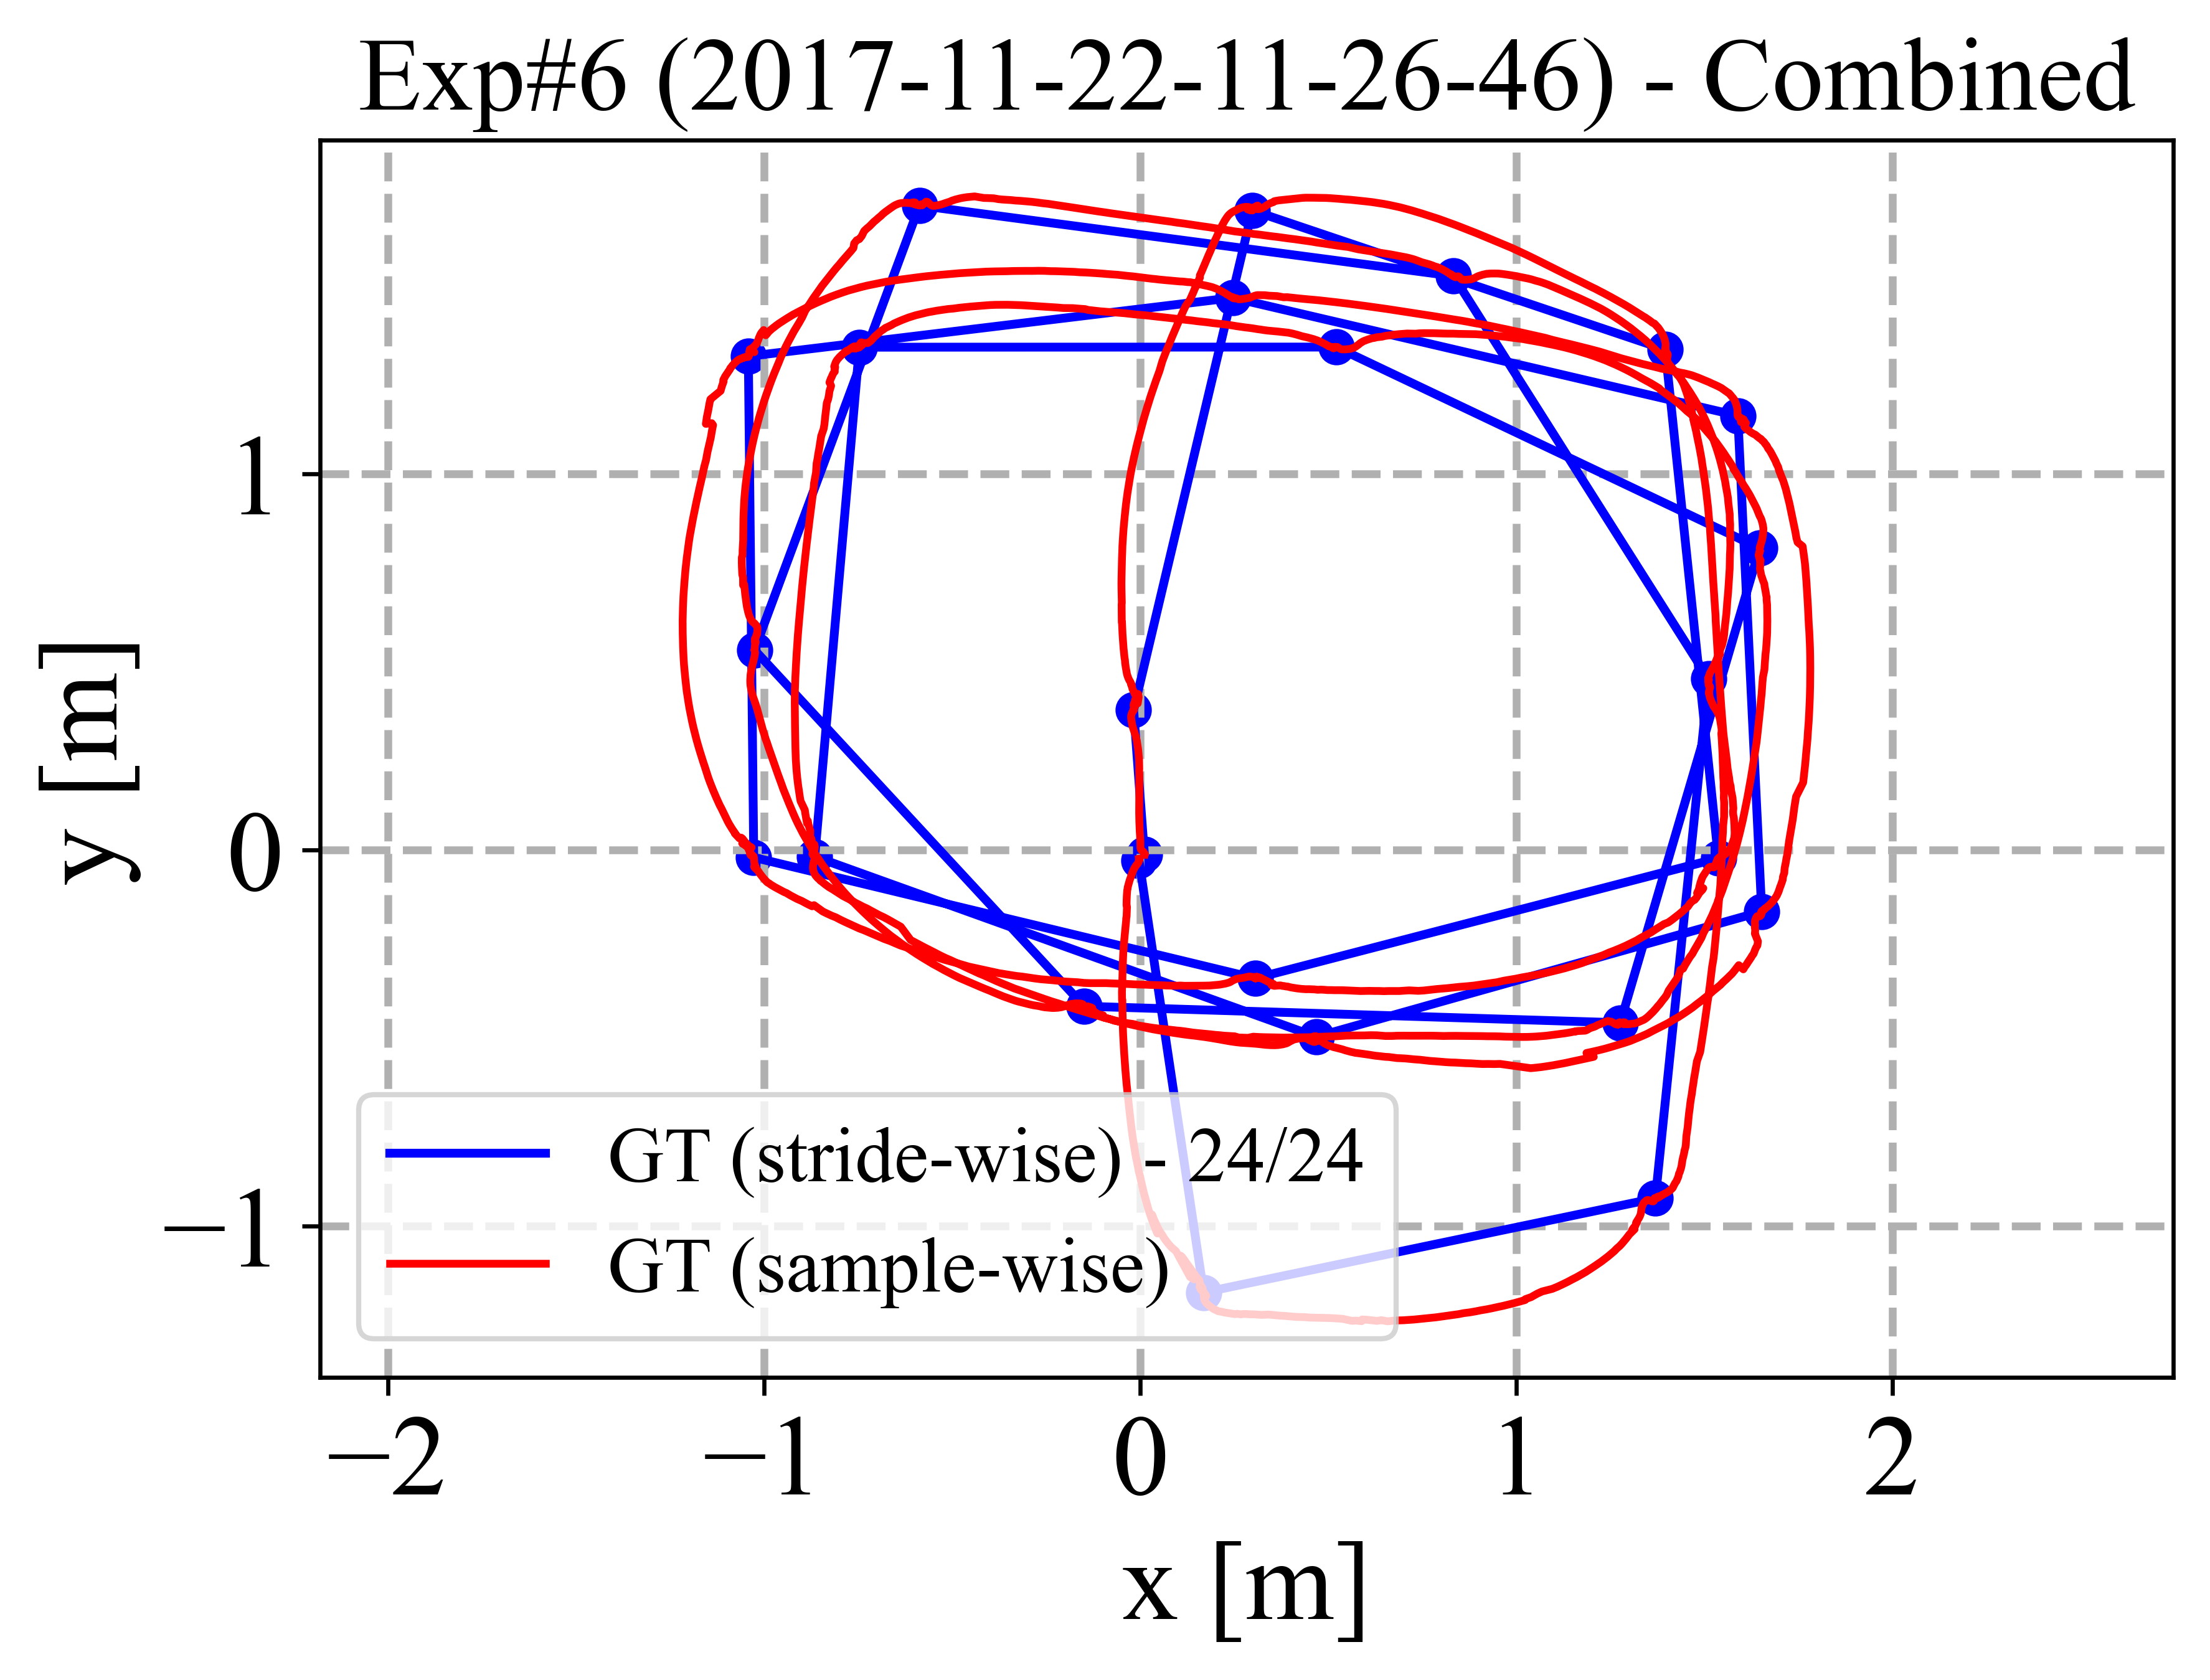 Exp#6 (2017-11-22-11-26-46) - Combined
y [m]
1
0
−1
GT (stride-wise) - 24/24
GT (sample-wise)
−2 −1 0 1 2
x [m]